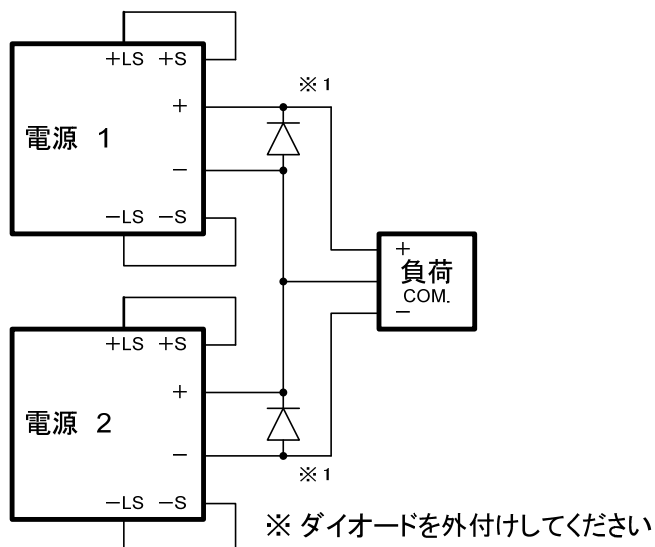 +LS +S
※1
+
電源 1
−
−LS −S
+
負荷
COM.
−
+LS +S
+
電源 2
−
※1
−LS −S
※ ダイオードを外付けしてください